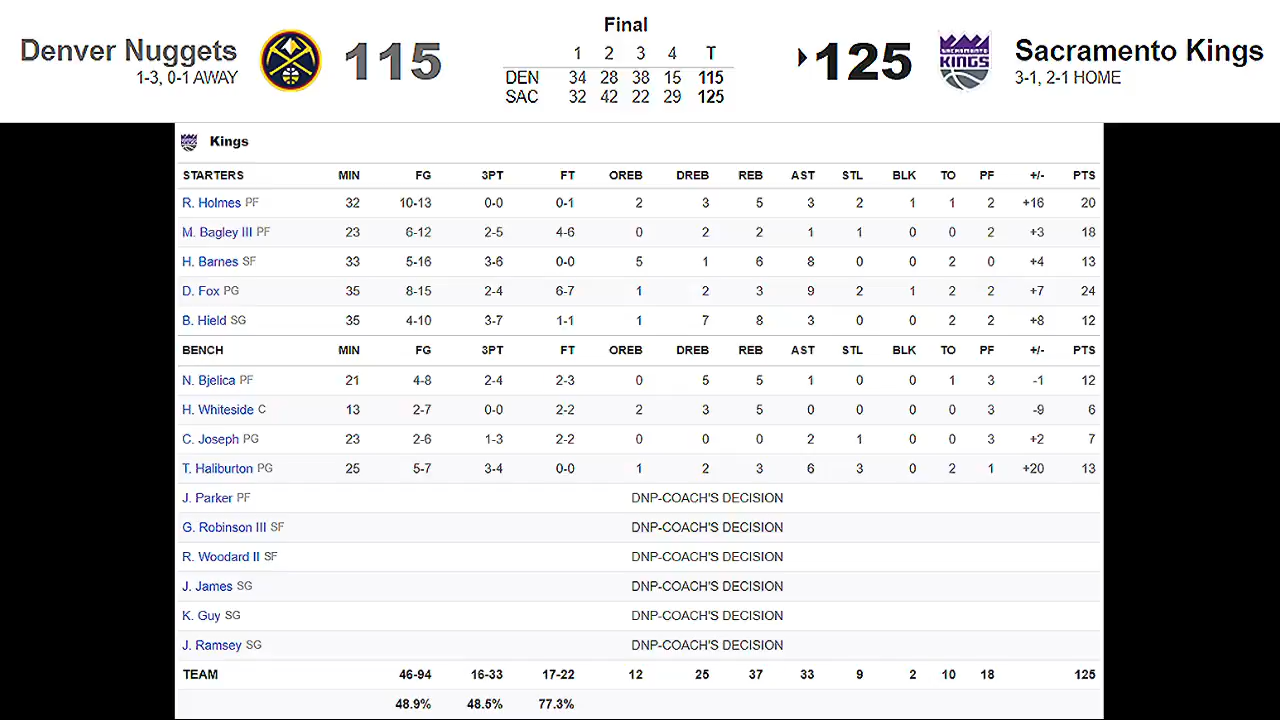 Final
Denver Nuggets
1-3, 0-1 AWAY
115
1 2 3 4 T
DEN 34 28 38 15 115
SAC 32 42 22 29 125
125
SACRAMENTO
KINGS
Sacramento Kings
3-1, 2-1 HOME
Kings
STARTERS MIN FG 3PT FT OREB DREB REB AST STL BLK TO PF +/- PTS
R. Holmes PF 32 10-13 0-0 0-1 2 3 5 3 2 1 1 2 +16 20
M. Bagley III PF 23 6-12 2-5 4-6 0 2 2 1 1 0 0 2 +3 18
H. Barnes SF 33 5-16 3-6 0-0 5 1 6 8 0 0 2 0 +4 13
D. Fox PG 35 8-15 2-4 6-7 1 2 3 9 2 1 2 2 +7 24
B. Hield SG 35 4-10 3-7 1-1 1 7 8 3 0 0 2 2 +8 12
BENCH MIN FG 3PT FT OREB DREB REB AST STL BLK TO PF +/- PTS
N. Bjelica PF 21 4-8 2-4 2-3 0 5 5 1 0 0 1 3 -1 12
H. Whiteside C 13 2-7 0-0 2-2 2 3 5 0 0 0 0 3 -9 6
C. Joseph PG 23 2-6 1-3 2-2 0 0 0 2 1 0 0 3 +2 7
T. Haliburton PG 25 5-7 3-4 0-0 1 2 3 6 3 0 2 1 +20 13
J. Parker PF DNP-COACH'S DECISION
G. Robinson III SF DNP-COACH'S DECISION
R. Woodard II SF DNP-COACH'S DECISION
J. James SG DNP-COACH'S DECISION
K. Guy SG DNP-COACH'S DECISION
J. Ramsey SG DNP-COACH'S DECISION
TEAM 46-94 16-33 17-22 12 25 37 33 9 2 10 18 125
48.9% 48.5% 77.3%